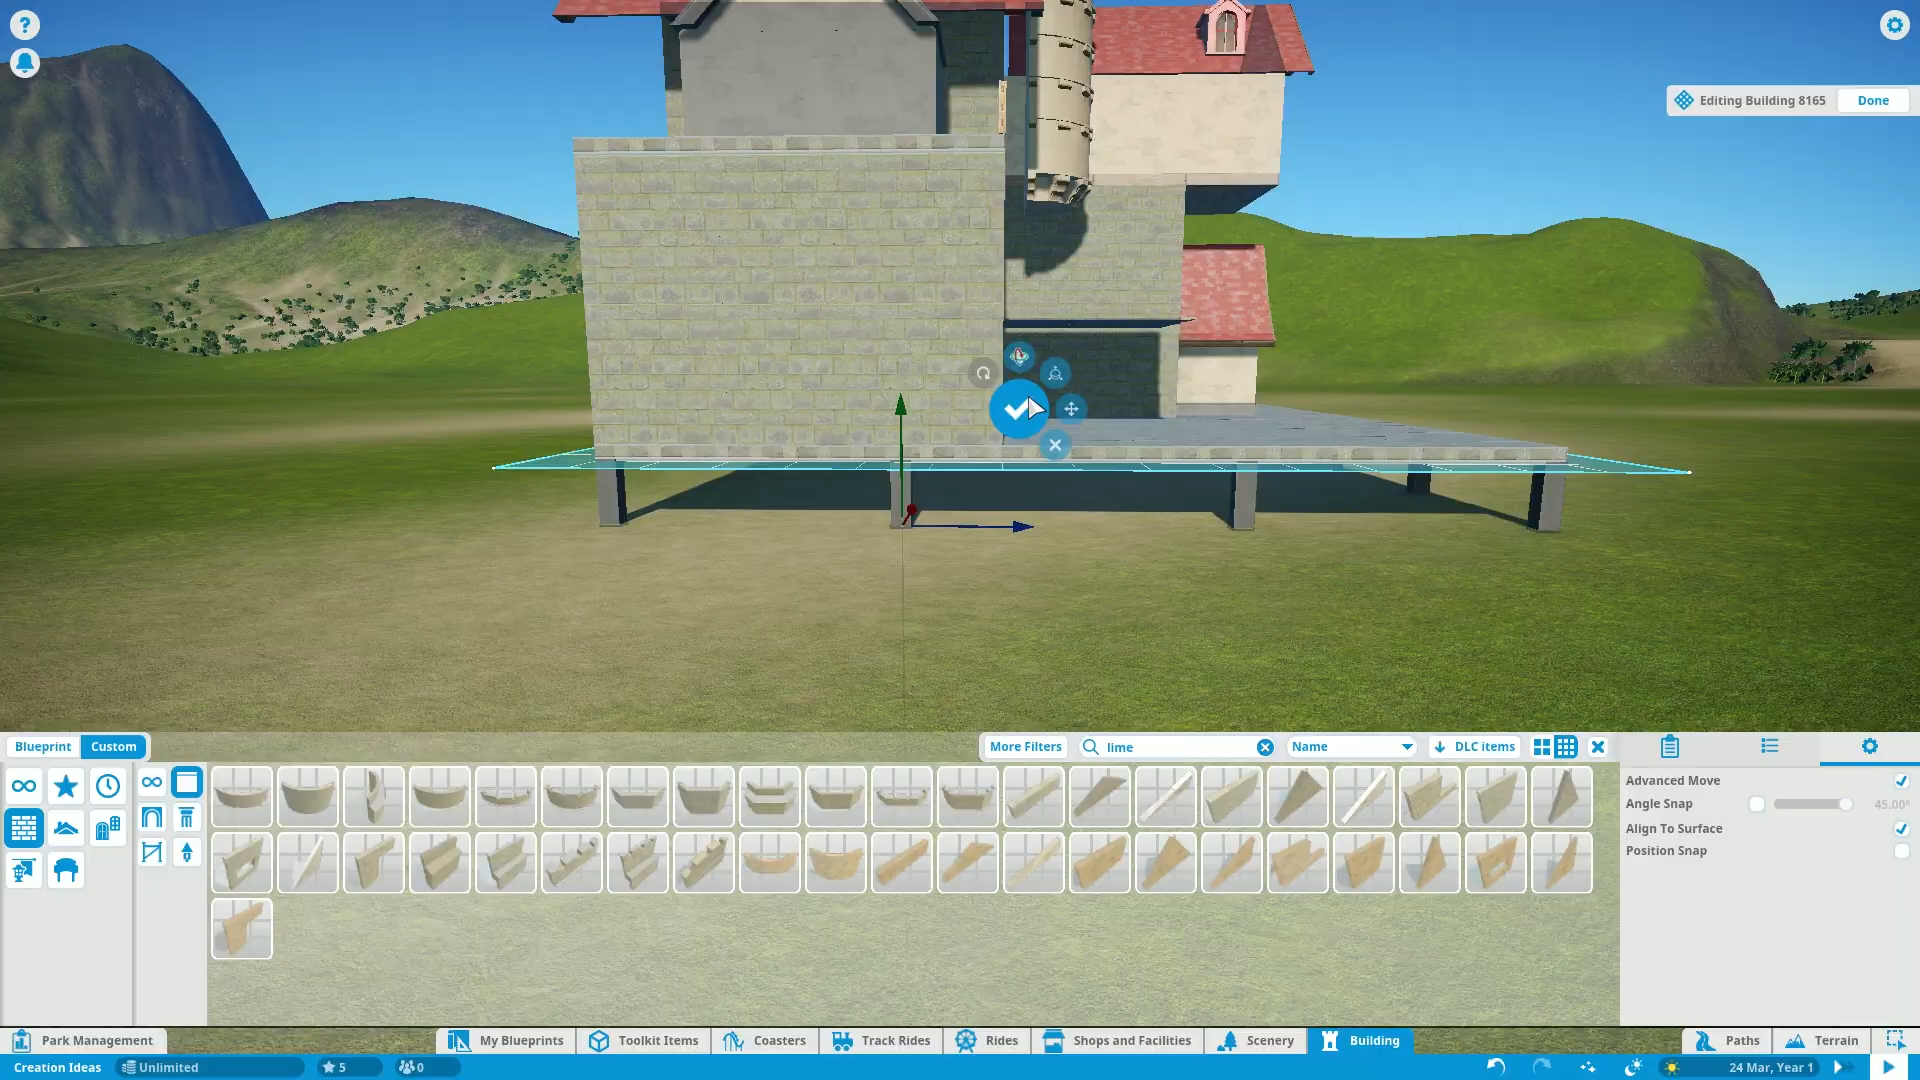 ?
Editing Building 8165 Done
Blueprint Custom
More Filters lime Name DLC items
Advanced Move
Angle Snap 45.00°
Align To Surface
Position Snap
Park Management My Blueprints Toolkit Items Coasters Track Rides Rides Shops and Facilities Scenery Building Paths Terrain
Creation Ideas Unlimited 5 0 24 Mar, Year 1